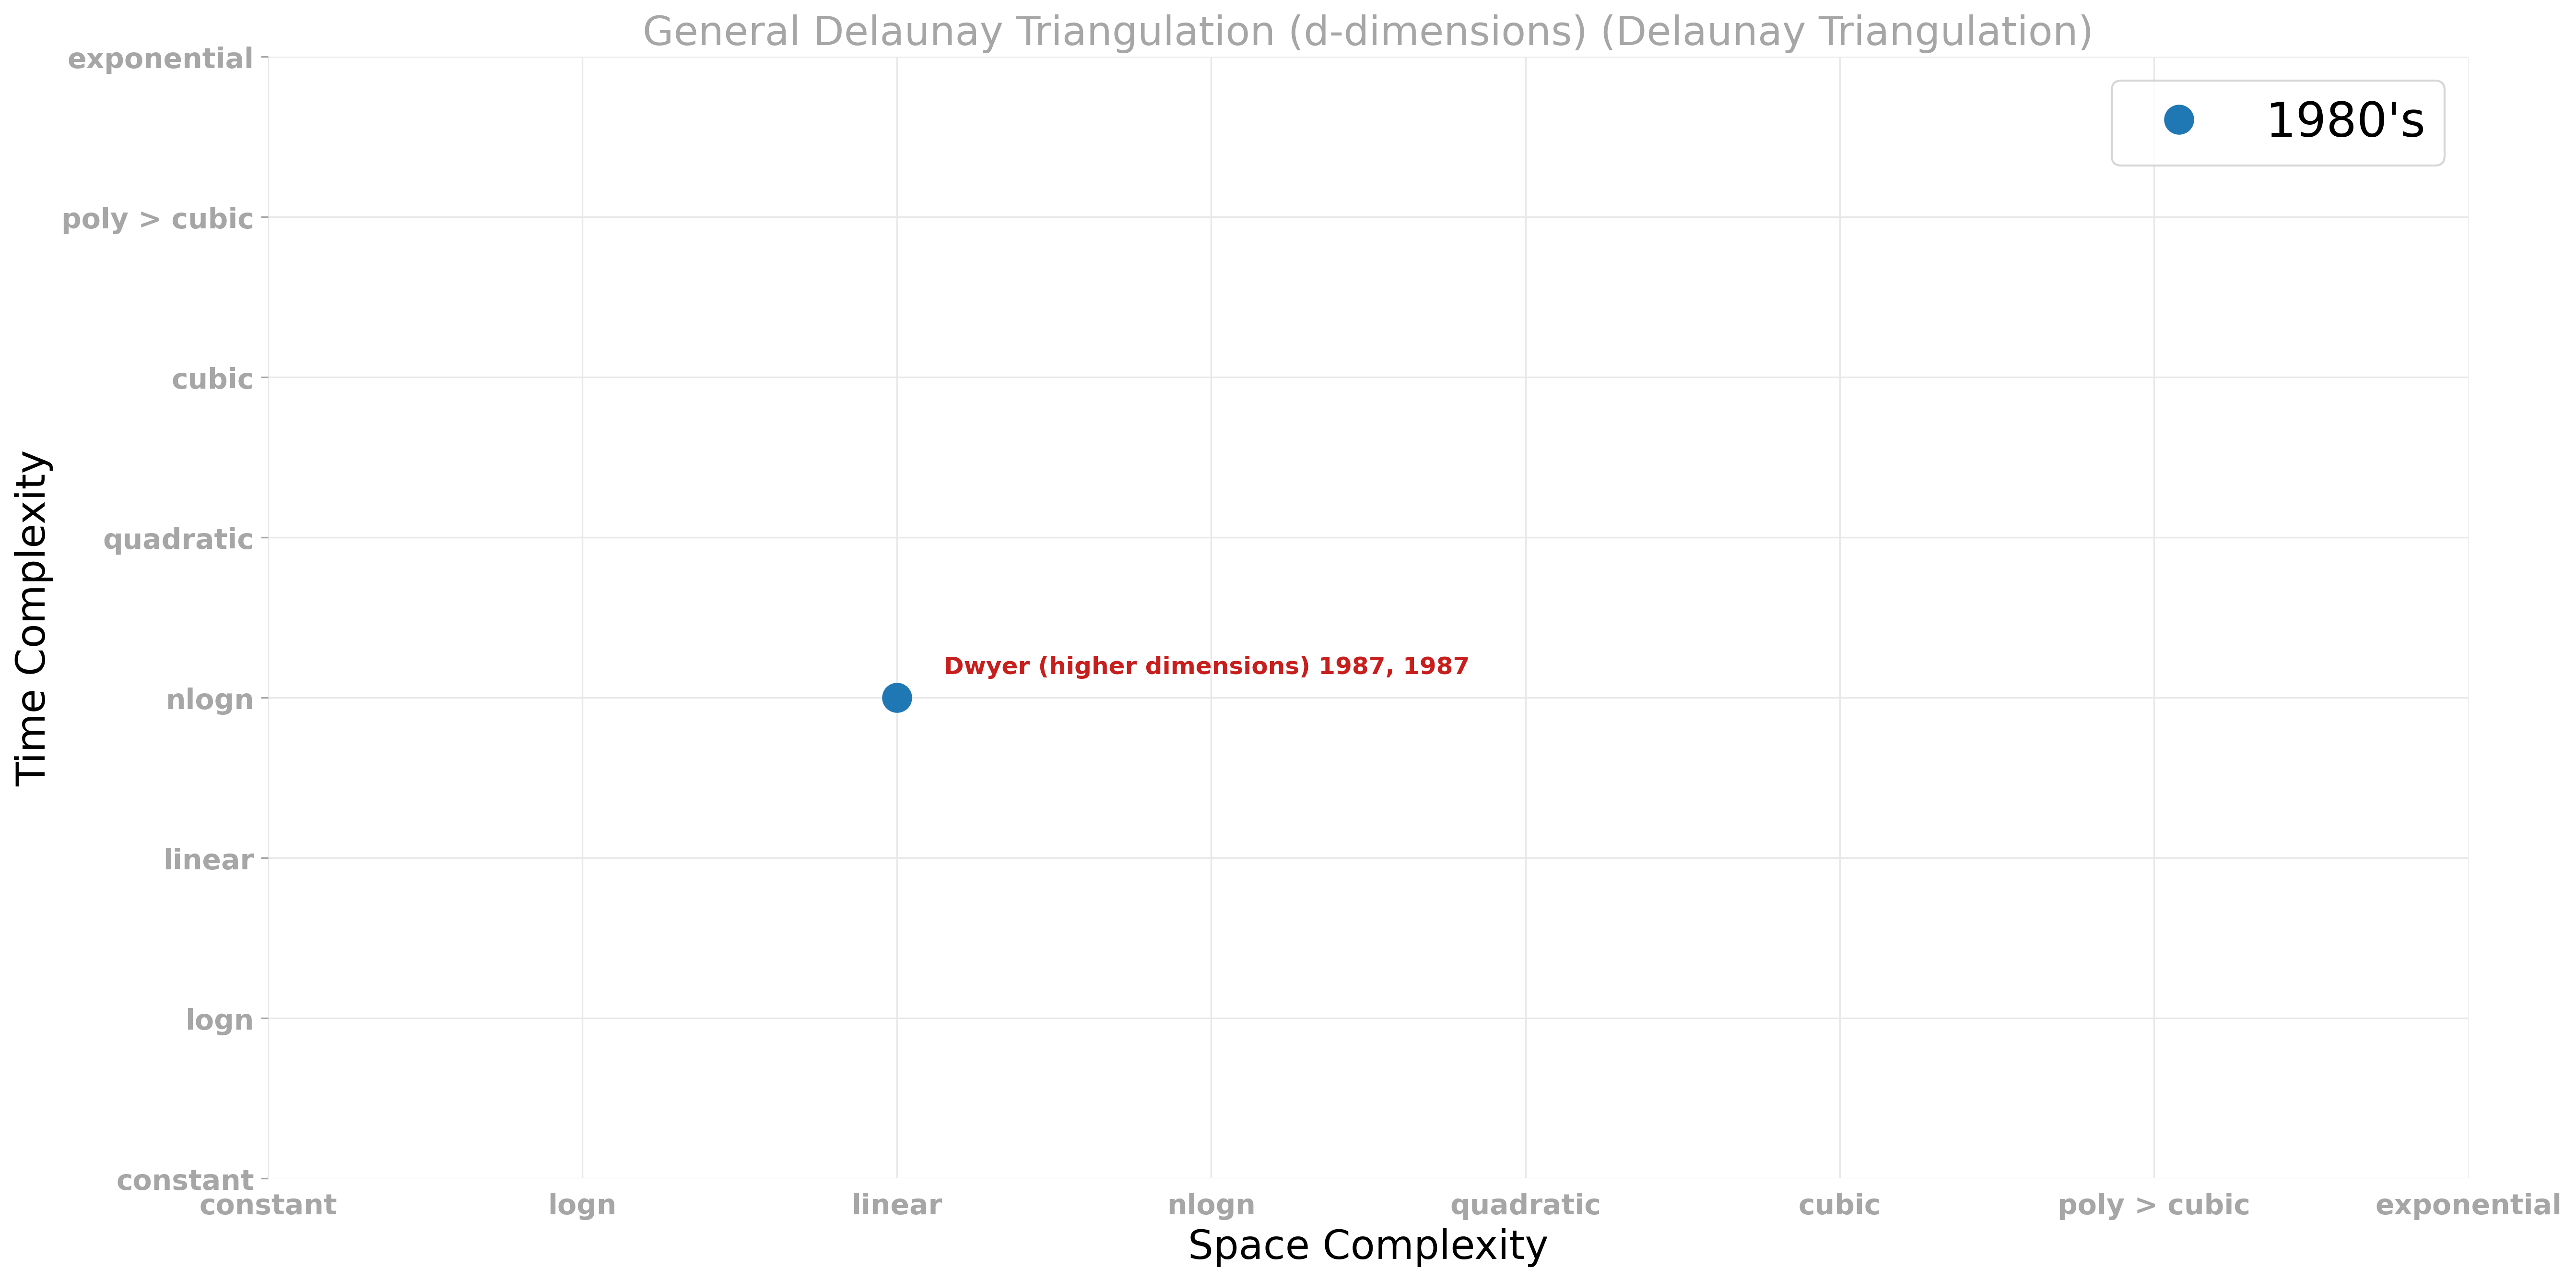 General Delaunay Triangulation (d-dimensions) (Delaunay Triangulation)
1980's
Time Complexity
exponential
poly > cubic
cubic
quadratic
nlogn
linear
logn
constant
Dwyer (higher dimensions) 1987, 1987
constant
logn
linear
nlogn
quadratic
cubic
poly > cubic
exponential
Space Complexity